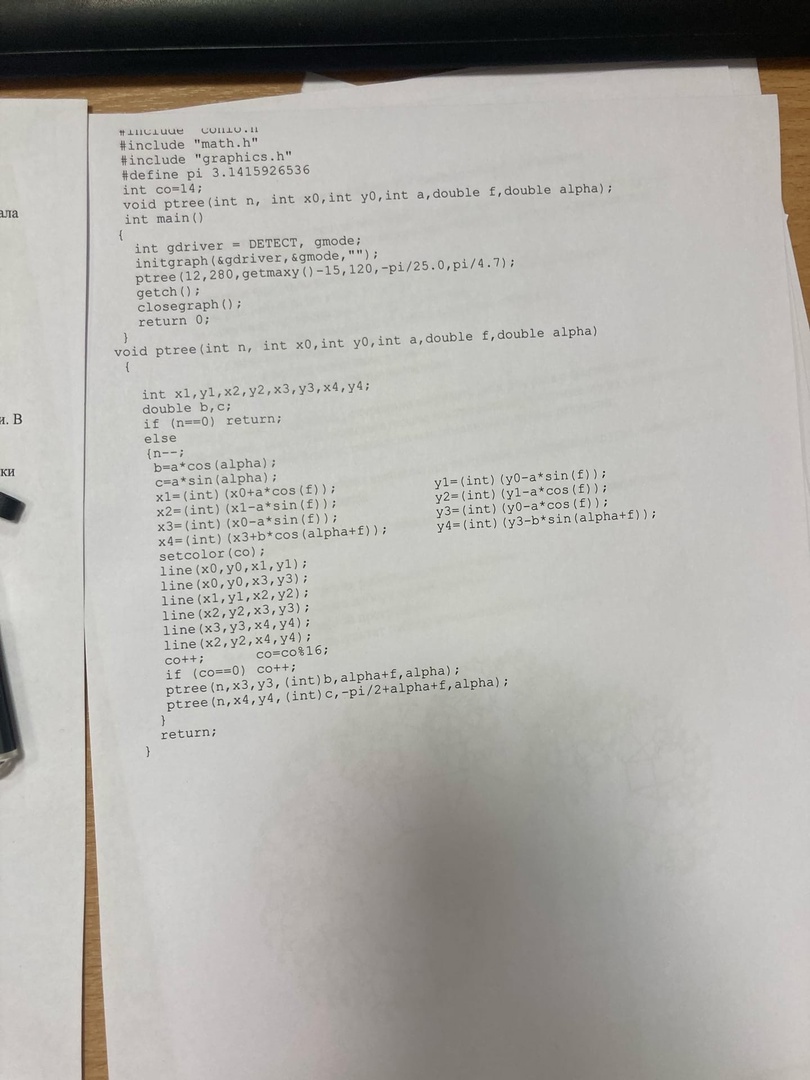 ала
и. В
ки
#include "conio.h"
#include "math.h"
#include "graphics.h"
#define pi 3.1415926536
int co=14;
void ptree(int n, int x0,int y0,int a,double f,double alpha);
int main()
{
int gdriver = DETECT, gmode;
initgraph(&gdriver,&gmode,"");
ptree(12,280,getmaxy()-15,120,-pi/25.0,pi/4.7);
getch();
closegraph();
return 0;
}
void ptree(int n, int x0,int y0,int a,double f,double alpha)
{
int x1,y1,x2,y2,x3,y3,x4,y4;
double b,c;
if (n==0) return;
else
{n--;
b=a*cos(alpha);
c=a*sin(alpha);
x1=(int)(x0+a*cos(f)); y1=(int)(y0-a*sin(f));
x2=(int)(x1-a*sin(f)); y2=(int)(y1-a*cos(f));
x3=(int)(x0-a*sin(f)); y3=(int)(y0-a*cos(f));
x4=(int)(x3+b*cos(alpha+f)); y4=(int)(y3-b*sin(alpha+f));
setcolor(co);
line(x0,y0,x1,y1);
line(x0,y0,x3,y3);
line(x1,y1,x2,y2);
line(x2,y2,x3,y3);
line(x3,y3,x4,y4);
line(x2,y2,x4,y4);
co++; co=co%16;
if (co==0) co++;
ptree(n,x3,y3,(int)b,alpha+f,alpha);
ptree(n,x4,y4,(int)c,-pi/2+alpha+f,alpha);
}
return;
}